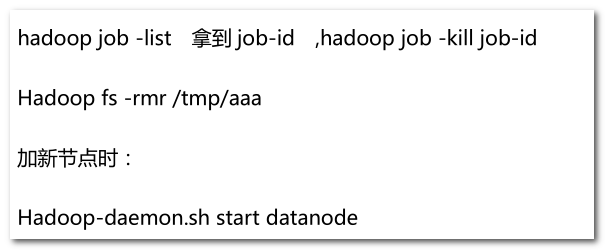 hadoop job -list 拿到 job-id ,hadoop job -kill job-id
Hadoop fs -rmr /tmp/aaa
加新节点时：
Hadoop-daemon.sh start datanode